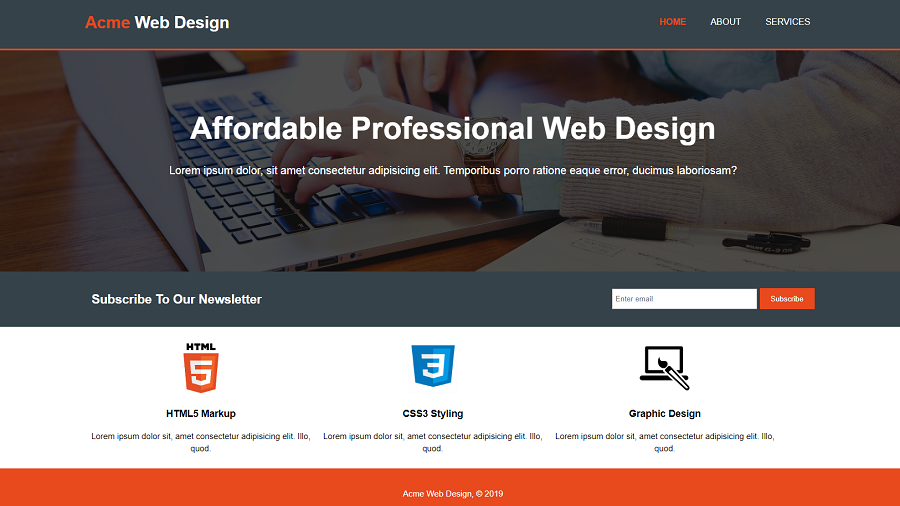 Acme Web Design
HOME ABOUT SERVICES
Affordable Professional Web Design
Lorem ipsum dolor, sit amet consectetur adipisicing elit. Temporibus porro ratione eaque error, ducimus laboriosam?
Subscribe To Our Newsletter
Enter email
Subscribe
HTML
5
3
HTML5 Markup
Lorem ipsum dolor sit, amet consectetur adipisicing elit. Illo,
quod.
CSS3 Styling
Lorem ipsum dolor sit, amet consectetur adipisicing elit. Illo,
quod.
Graphic Design
Lorem ipsum dolor sit, amet consectetur adipisicing elit. Illo,
quod.
Acme Web Design, © 2019